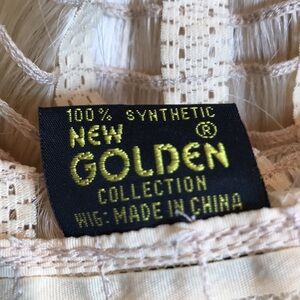 100% SYNTHETIC
NEW ®
GOLDEN
COLLECTION
WIG: MADE IN CHINA